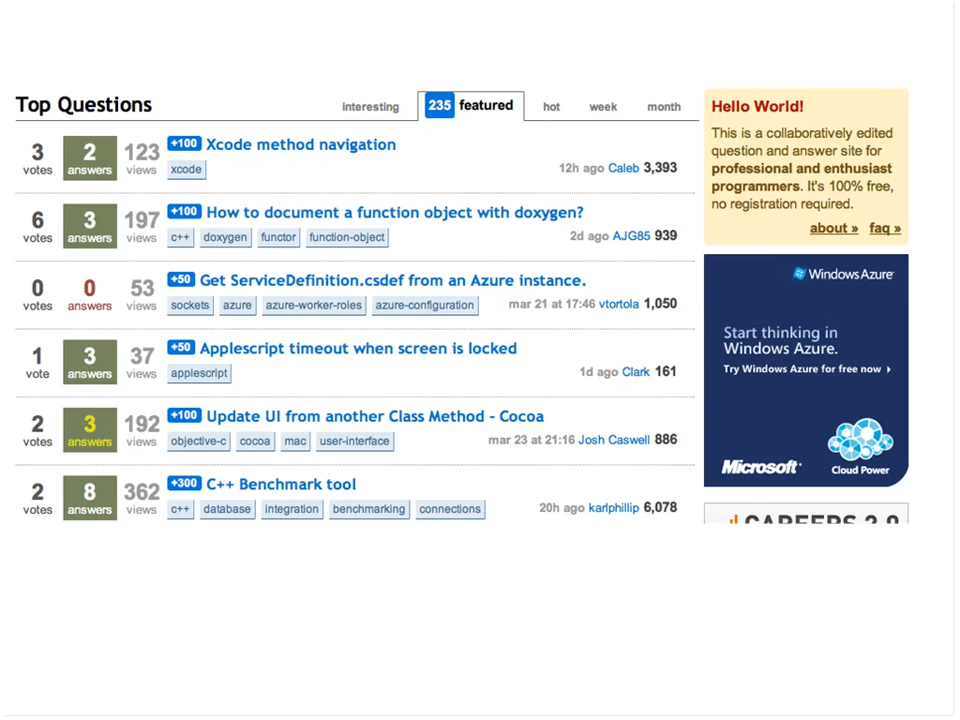 Top Questions
interesting 235 featured hot week month
3 votes 2 answers 123 views +100 Xcode method navigation
xcode 12h ago Caleb 3,393
6 votes 3 answers 197 views +100 How to document a function object with doxygen?
c++ doxygen functor function-object 2d ago AJG85 939
0 votes 0 answers 53 views +50 Get ServiceDefinition.csdef from an Azure instance.
sockets azure azure-worker-roles azure-configuration mar 21 at 17:46 vtortola 1,050
1 vote 3 answers 37 views +50 Applescript timeout when screen is locked
applescript 1d ago Clark 161
2 votes 3 answers 192 views +100 Update UI from another Class Method - Cocoa
objective-c cocoa mac user-interface mar 23 at 21:16 Josh Caswell 886
2 votes 8 answers 362 views +300 C++ Benchmark tool
c++ database integration benchmarking connections 20h ago karlphillip 6,078
Hello World!
This is a collaboratively edited
question and answer site for
professional and enthusiast
programmers. It's 100% free,
no registration required.
about » faq »
Windows Azure™
Start thinking in
Windows Azure.
Try Windows Azure for free now
Microsoft®
Cloud Power
CAREERS 2.0